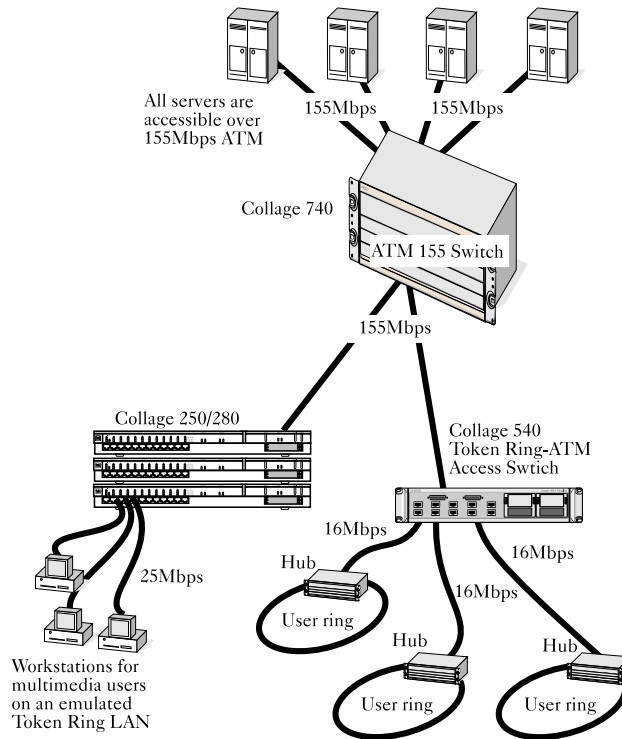 All servers are
accessible over
155Mbps ATM
155Mbps
155Mbps
Collage 740
ATM 155 Switch
155Mbps
Collage 250/280
Collage 540
Token Ring-ATM
Access Swtich
16Mbps
16Mbps
16Mbps
25Mbps
Hub
User ring
Hub
User ring
Hub
User ring
Workstations for
multimedia users
on an emulated
Token Ring LAN